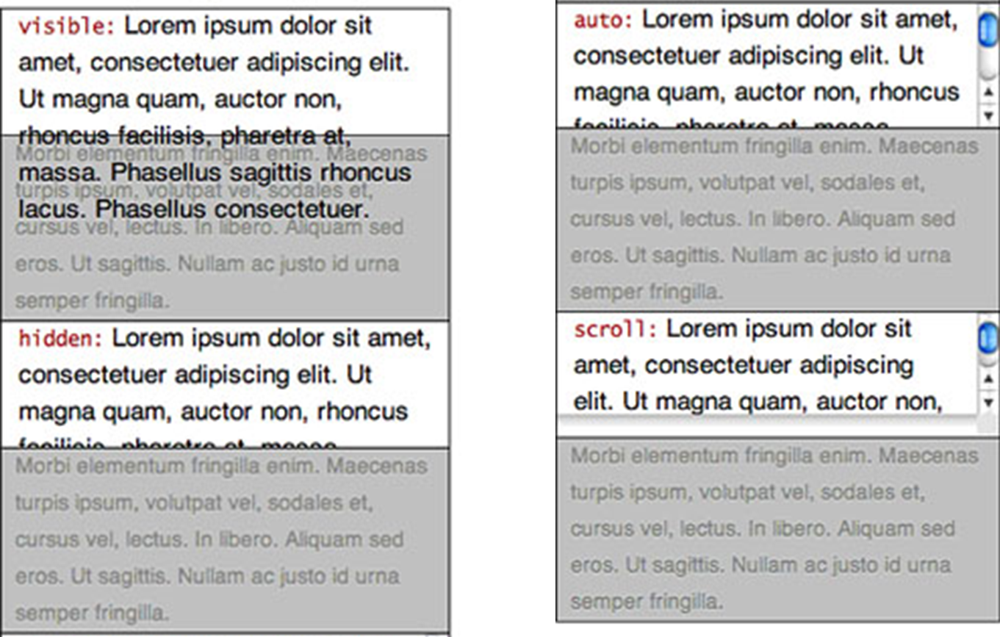 visible: Lorem ipsum dolor sit
amet, consectetuer adipiscing elit.
Ut magna quam, auctor non,
rhoncus facilisis, pharetra at,
massa. Phasellus sagittis rhoncus
lacus. Phasellus consectetuer.
Morbi elementum fringilla enim. Maecenas
turpis ipsum, volutpat vel, sodales et,
cursus vel, lectus. In libero. Aliquam sed
eros. Ut sagittis. Nullam ac justo id urna
semper fringilla.
hidden: Lorem ipsum dolor sit amet,
consectetuer adipiscing elit. Ut
magna quam, auctor non, rhoncus
facilisis, pharetra at, massa
Morbi elementum fringilla enim. Maecenas
turpis ipsum, volutpat vel, sodales et,
cursus vel, lectus. In libero. Aliquam sed
eros. Ut sagittis. Nullam ac justo id urna
semper fringilla.
auto: Lorem ipsum dolor sit amet,
consectetuer adipiscing elit. Ut
magna quam, auctor non, rhoncus
facilisis, pharetra at, massa
Morbi elementum fringilla enim. Maecenas
turpis ipsum, volutpat vel, sodales et,
cursus vel, lectus. In libero. Aliquam sed
eros. Ut sagittis. Nullam ac justo id urna
semper fringilla.
scroll: Lorem ipsum dolor sit
amet, consectetuer adipiscing
elit. Ut magna quam, auctor non,
Morbi elementum fringilla enim. Maecenas
turpis ipsum, volutpat vel, sodales et,
cursus vel, lectus. In libero. Aliquam sed
eros. Ut sagittis. Nullam ac justo id urna
semper fringilla.